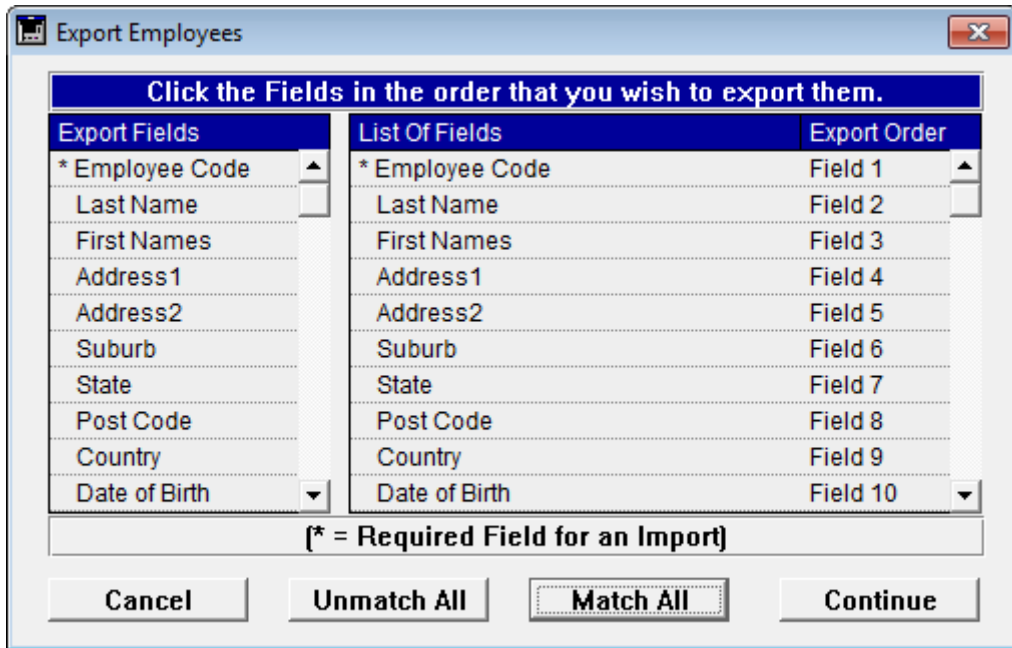 Export Employees
Click the Fields in the order that you wish to export them.
Export Fields List Of Fields Export Order
* Employee Code * Employee Code Field 1
Last Name Last Name Field 2
First Names First Names Field 3
Address1 Address1 Field 4
Address2 Address2 Field 5
Suburb Suburb Field 6
State State Field 7
Post Code Post Code Field 8
Country Country Field 9
Date of Birth Date of Birth Field 10
(* = Required Field for an Import)
Cancel Unmatch All Match All Continue